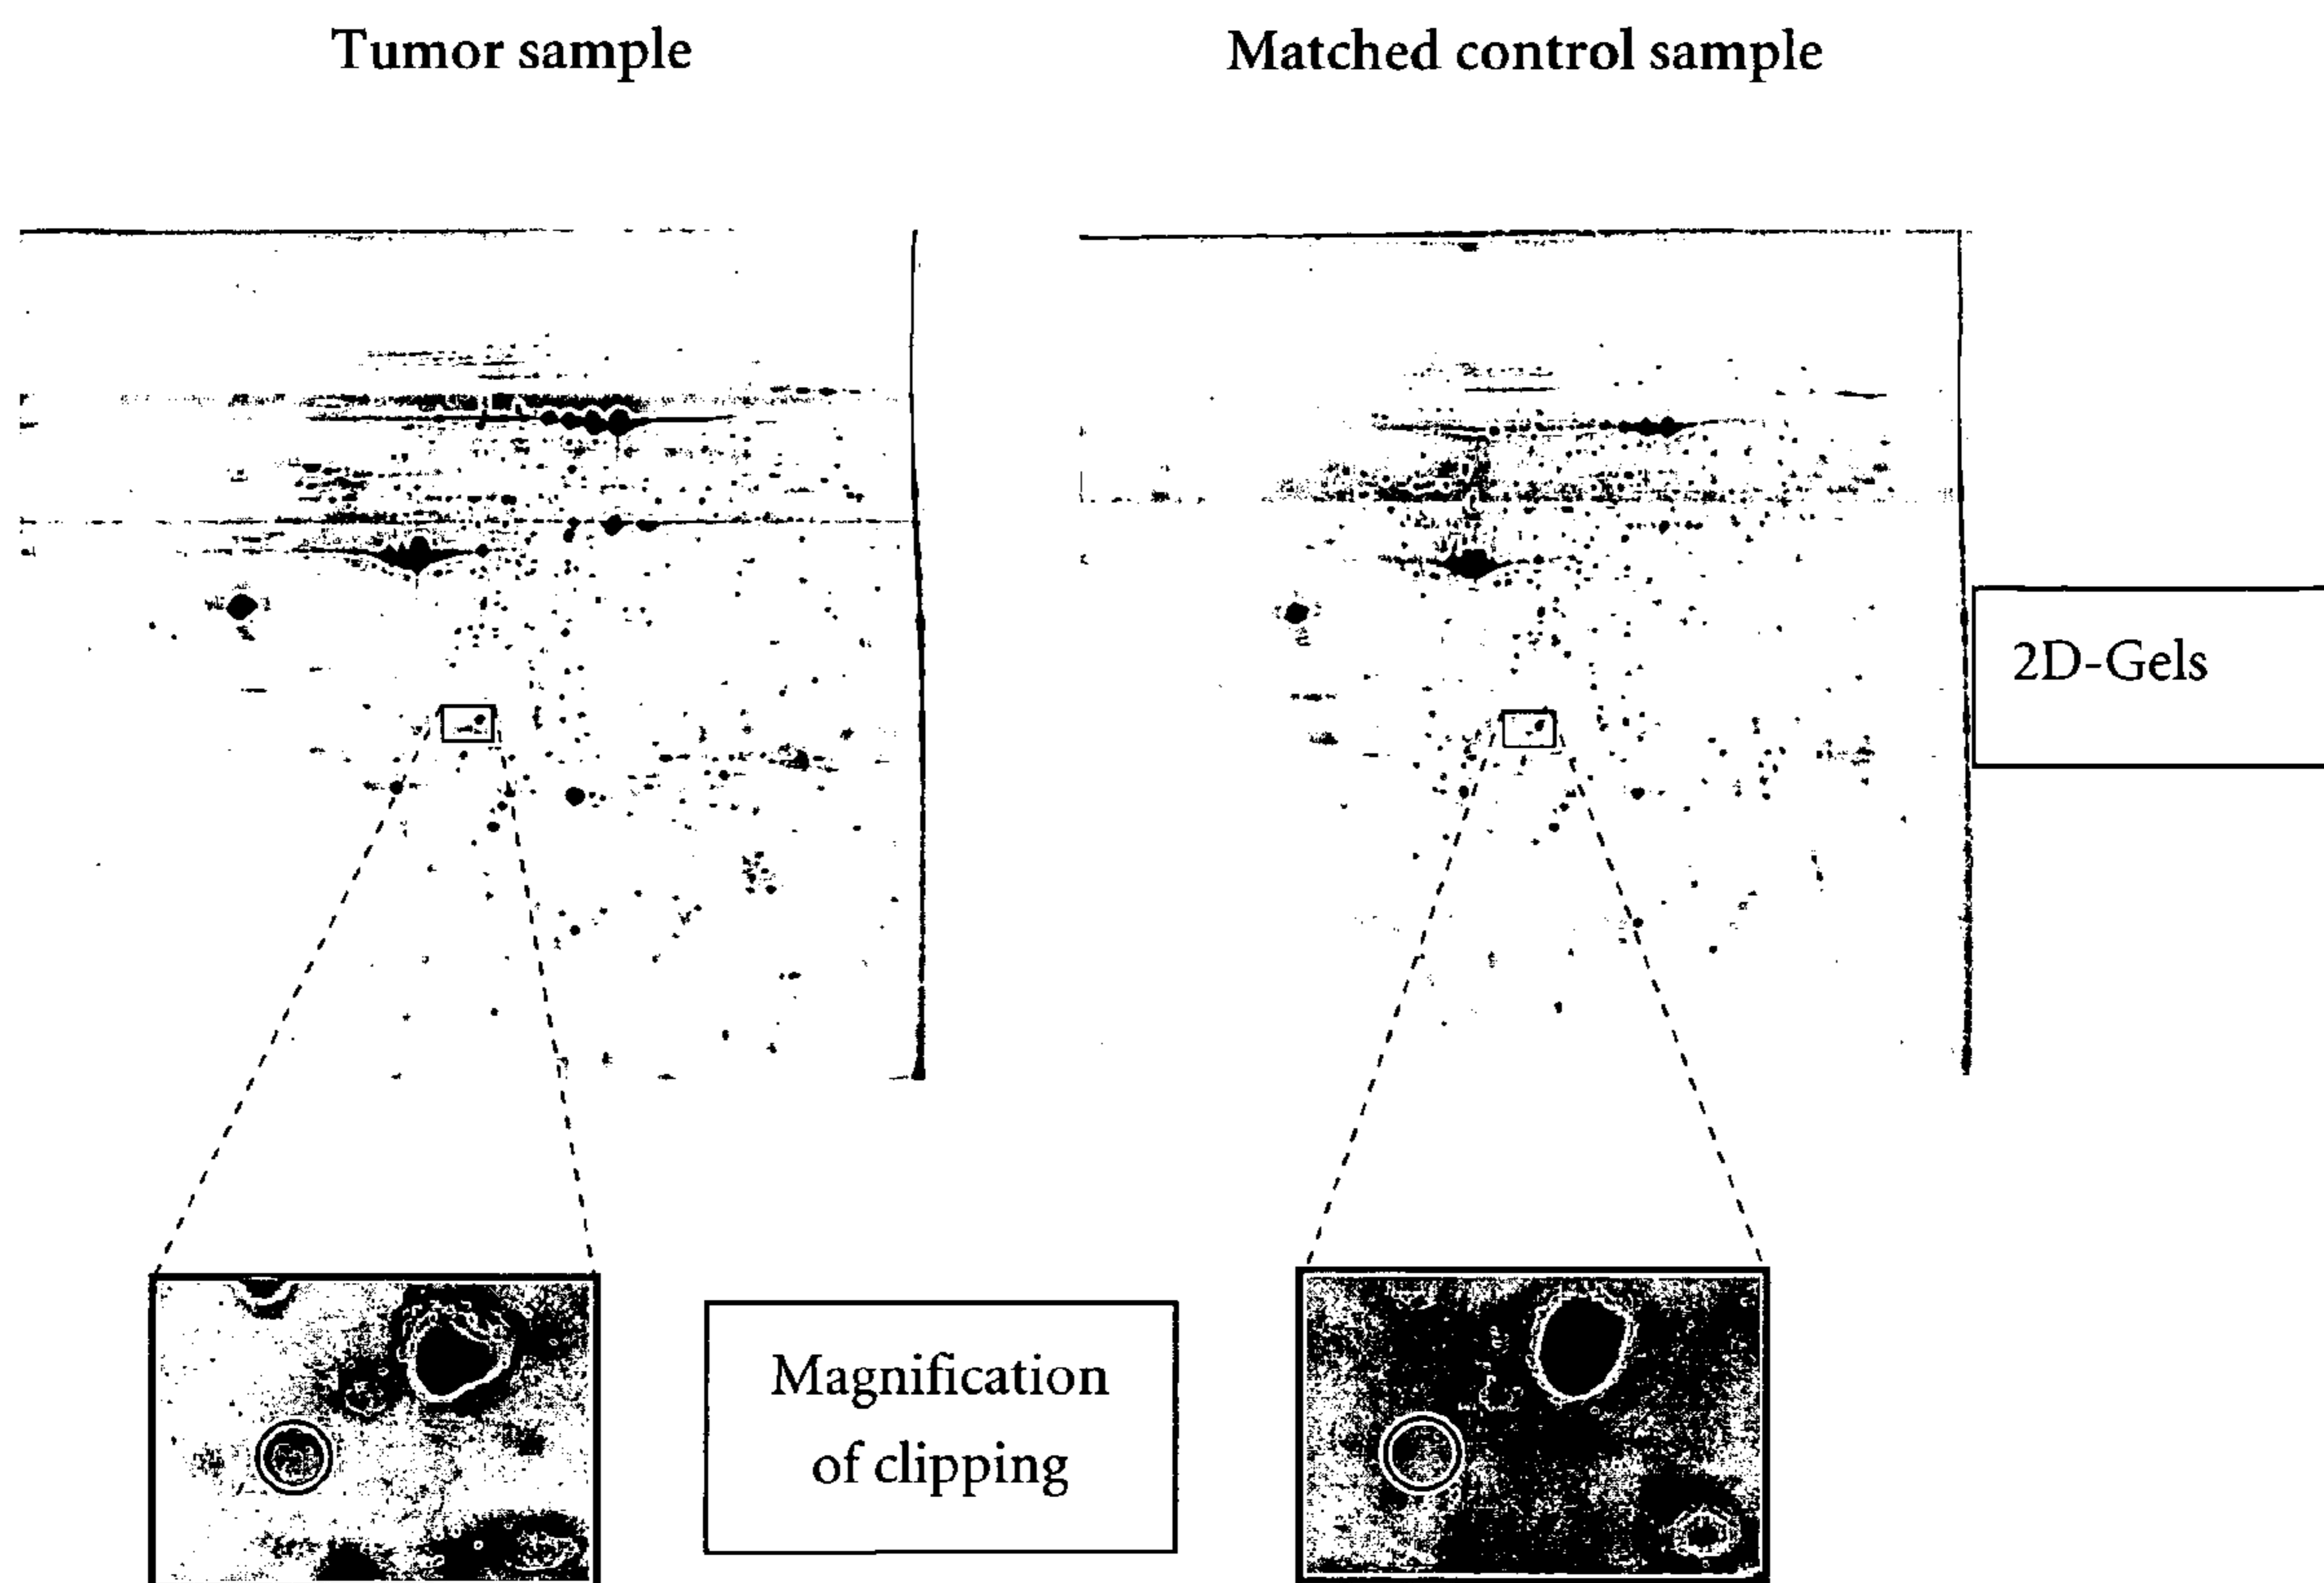 Tumor sample
Matched control sample
2D-Gels
Magnification
of clipping